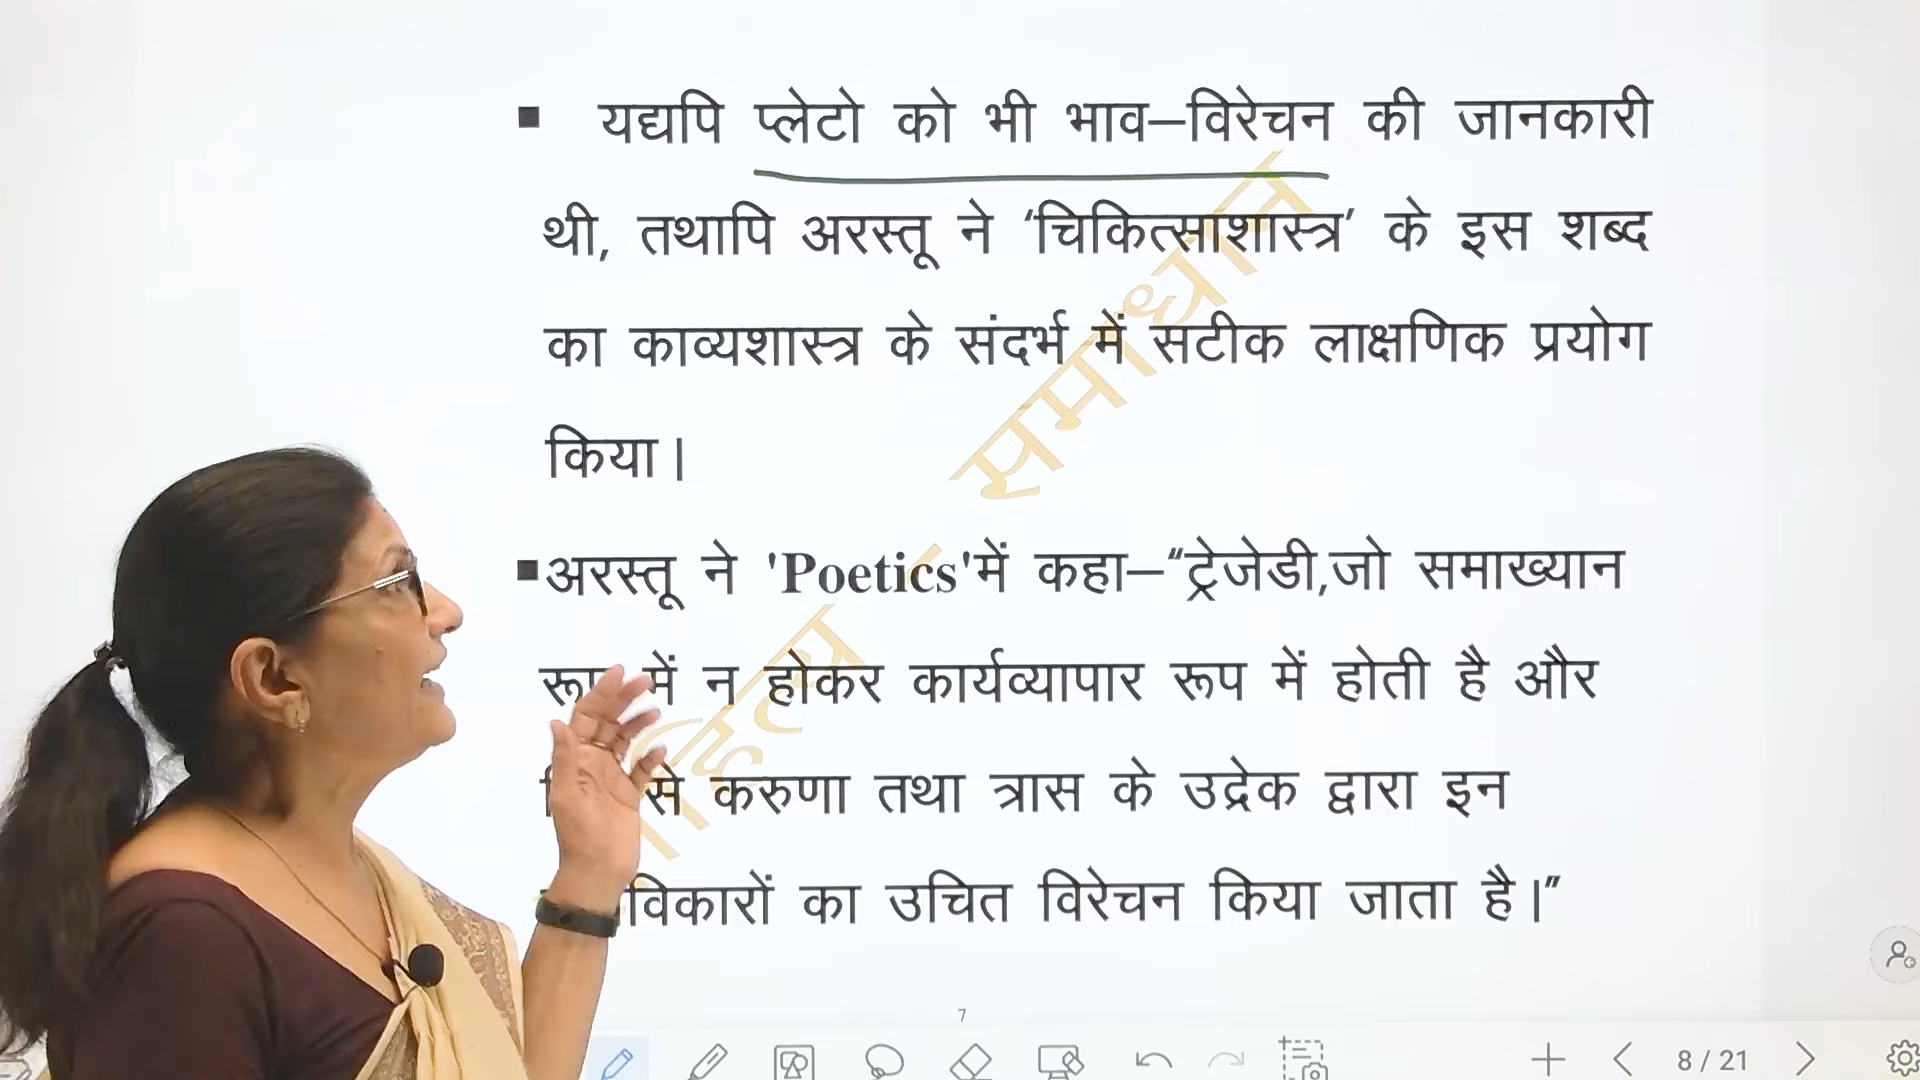 ▪ यद्यपि प्लेटो को भी भाव–विरेचन की जानकारी
थी, तथापि अरस्तू ने ‘चिकित्साशास्त्र’ के इस शब्द
का काव्यशास्त्र के संदर्भ में सटीक लाक्षणिक प्रयोग
किया।
▪ अरस्तू ने 'Poetics'में कहा–“ट्रेजेडी,जो समाख्यान
में न होकर कार्यव्यापार रूप में होती है और
करुणा तथा त्रास के उद्रेक द्वारा इन
का उचित विरेचन किया जाता है।”
समाधान
7
8 / 21